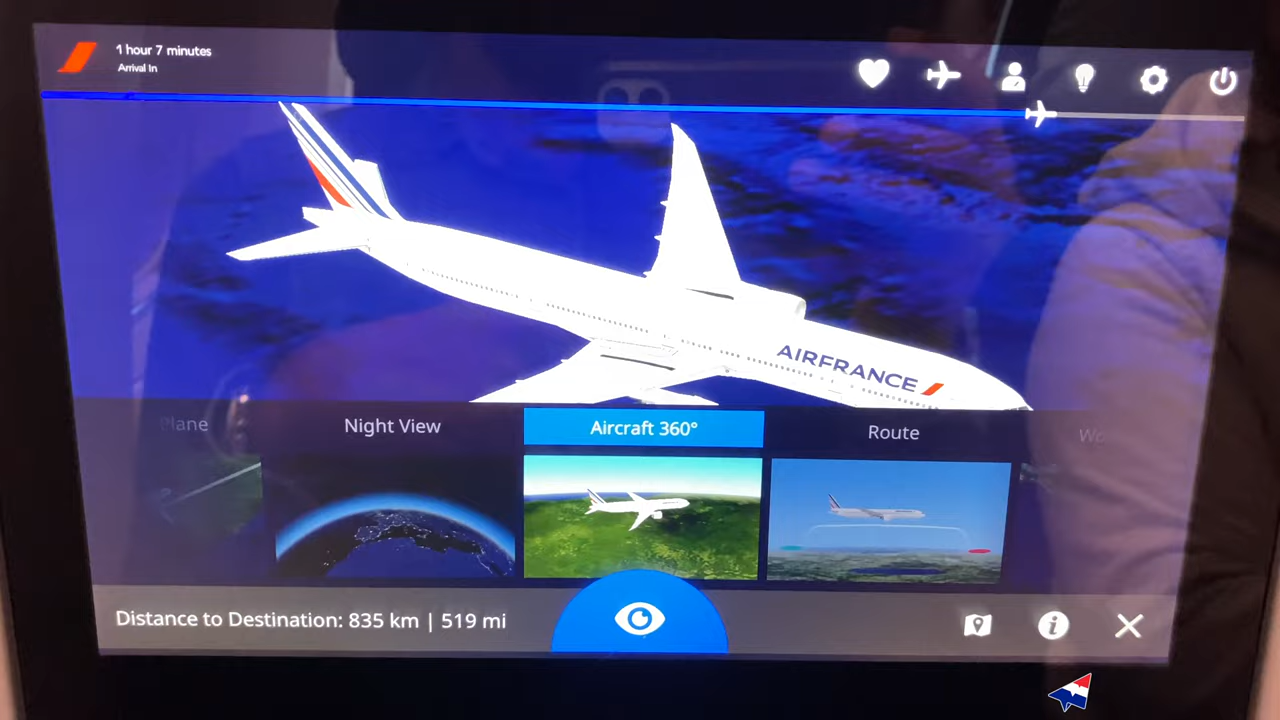 1 hour 7 minutes
Arrival In
AIRFRANCE
Plane
Night View
Aircraft 360°
Route
Distance to Destination: 835 km | 519 mi